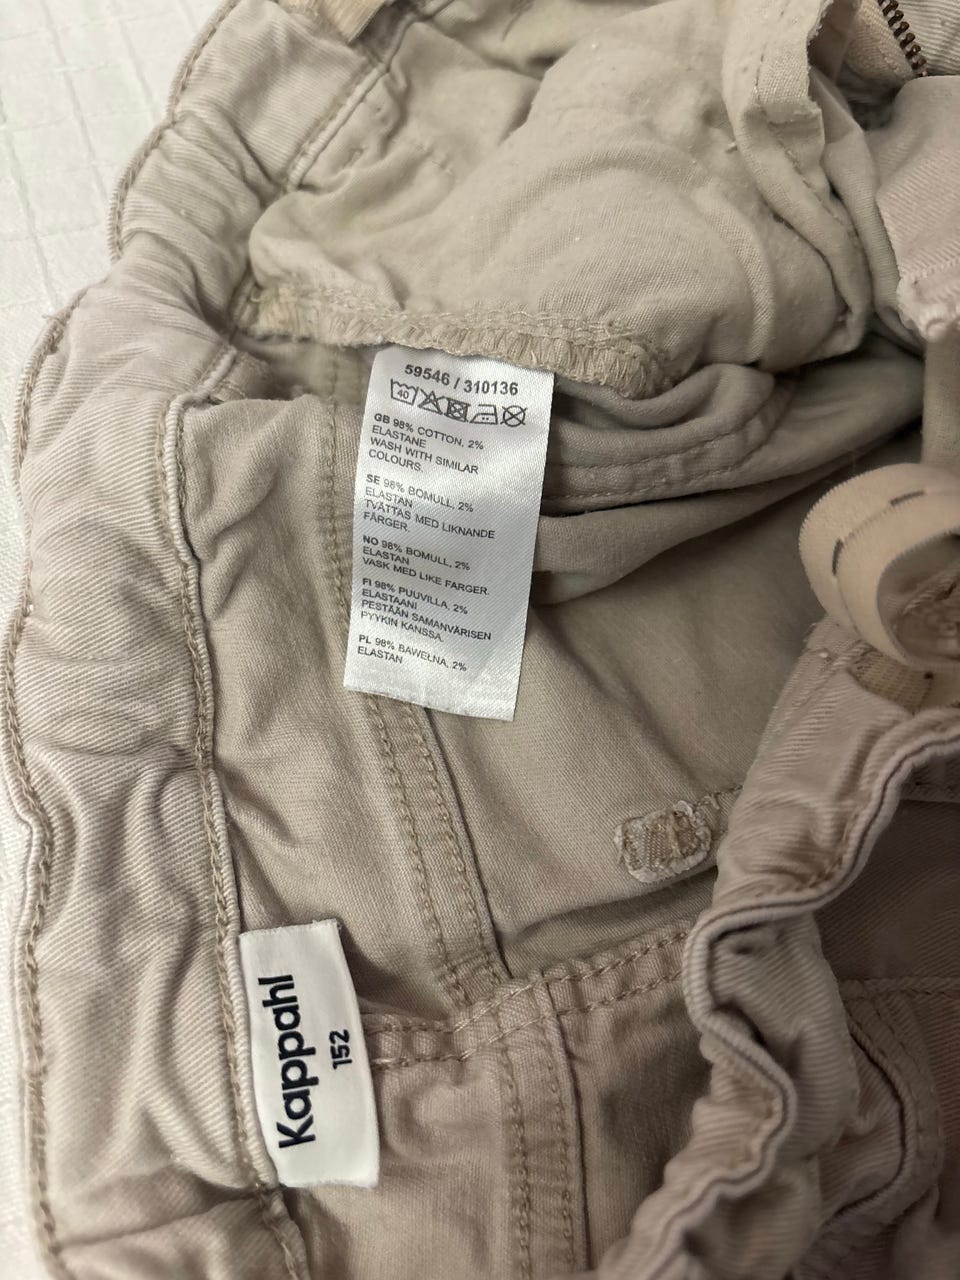 59546 / 310136
40
GB 98% COTTON, 2%
ELASTANE
WASH WITH SIMILAR
COLOURS.
SE 98% BOMULL, 2%
ELASTAN
TVÄTTAS MED LIKNANDE
FÄRGER.
NO 98% BOMULL, 2%
ELASTAN
VASK MED LIKE FARGER.
FI 98% PUUVILLA, 2%
ELASTAANI
PESTÄÄN SAMANVÄRISEN
PYYKIN KANSSA.
PL 98% BAWEŁNA, 2%
ELASTAN
Kappahl
152